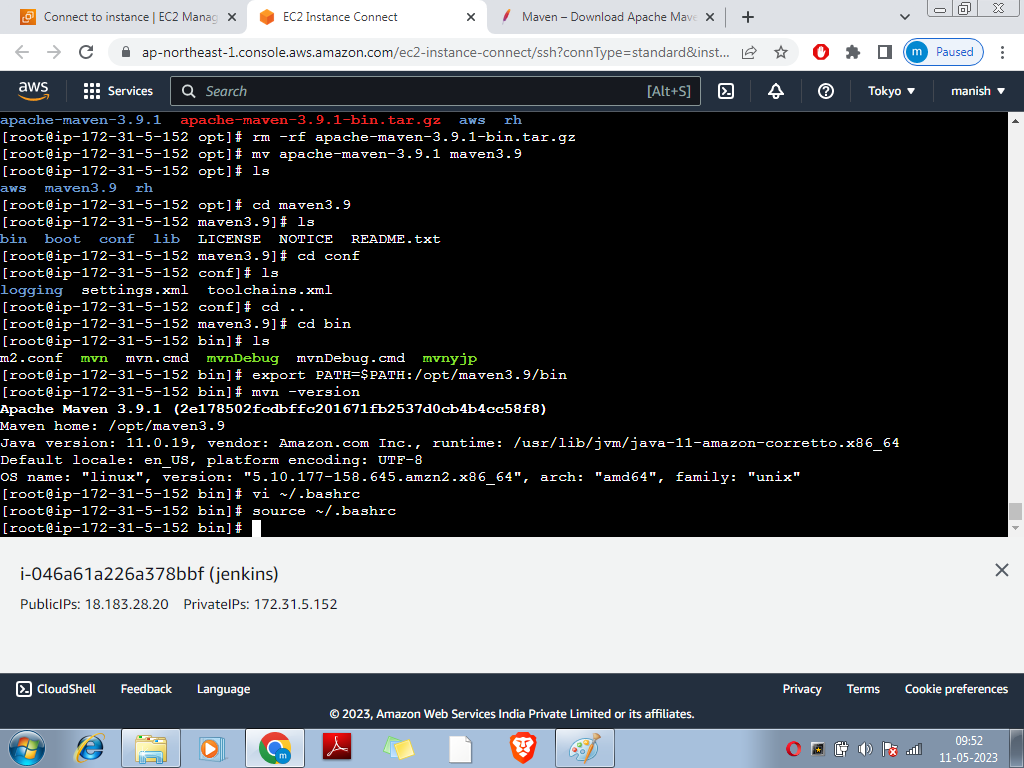 Connect to instance | EC2 Manag
EC2 Instance Connect
Maven – Download Apache Mave
ap-northeast-1.console.aws.amazon.com/ec2-instance-connect/ssh?connType=standard&inst...
m Paused
aws
Services
Search
[Alt+S]
Tokyo
manish
apache-maven-3.9.1  apache-maven-3.9.1-bin.tar.gz  aws  rh
[root@ip-172-31-5-152 opt]# rm -rf apache-maven-3.9.1-bin.tar.gz
[root@ip-172-31-5-152 opt]# mv apache-maven-3.9.1 maven3.9
[root@ip-172-31-5-152 opt]# ls
aws  maven3.9  rh
[root@ip-172-31-5-152 opt]# cd maven3.9
[root@ip-172-31-5-152 maven3.9]# ls
bin  boot  conf  lib  LICENSE  NOTICE  README.txt
[root@ip-172-31-5-152 maven3.9]# cd conf
[root@ip-172-31-5-152 conf]# ls
logging  settings.xml  toolchains.xml
[root@ip-172-31-5-152 conf]# cd ..
[root@ip-172-31-5-152 maven3.9]# cd bin
[root@ip-172-31-5-152 bin]# ls
m2.conf  mvn  mvn.cmd  mvnDebug  mvnDebug.cmd  mvnyjp
[root@ip-172-31-5-152 bin]# export PATH=$PATH:/opt/maven3.9/bin
[root@ip-172-31-5-152 bin]# mvn -version
Apache Maven 3.9.1 (2e178502fcdbffc201671fb2537d0cb4b4cc58f8)
Maven home: /opt/maven3.9
Java version: 11.0.19, vendor: Amazon.com Inc., runtime: /usr/lib/jvm/java-11-amazon-corretto.x86_64
Default locale: en_US, platform encoding: UTF-8
OS name: "linux", version: "5.10.177-158.645.amzn2.x86_64", arch: "amd64", family: "unix"
[root@ip-172-31-5-152 bin]# vi ~/.bashrc
[root@ip-172-31-5-152 bin]# source ~/.bashrc
[root@ip-172-31-5-152 bin]#
i-046a61a226a378bbf (jenkins)
PublicIPs: 18.183.28.20    PrivateIPs: 172.31.5.152
CloudShell
Feedback
Language
Privacy
Terms
Cookie preferences
© 2023, Amazon Web Services India Private Limited or its affiliates.
m
09:52
11-05-2023